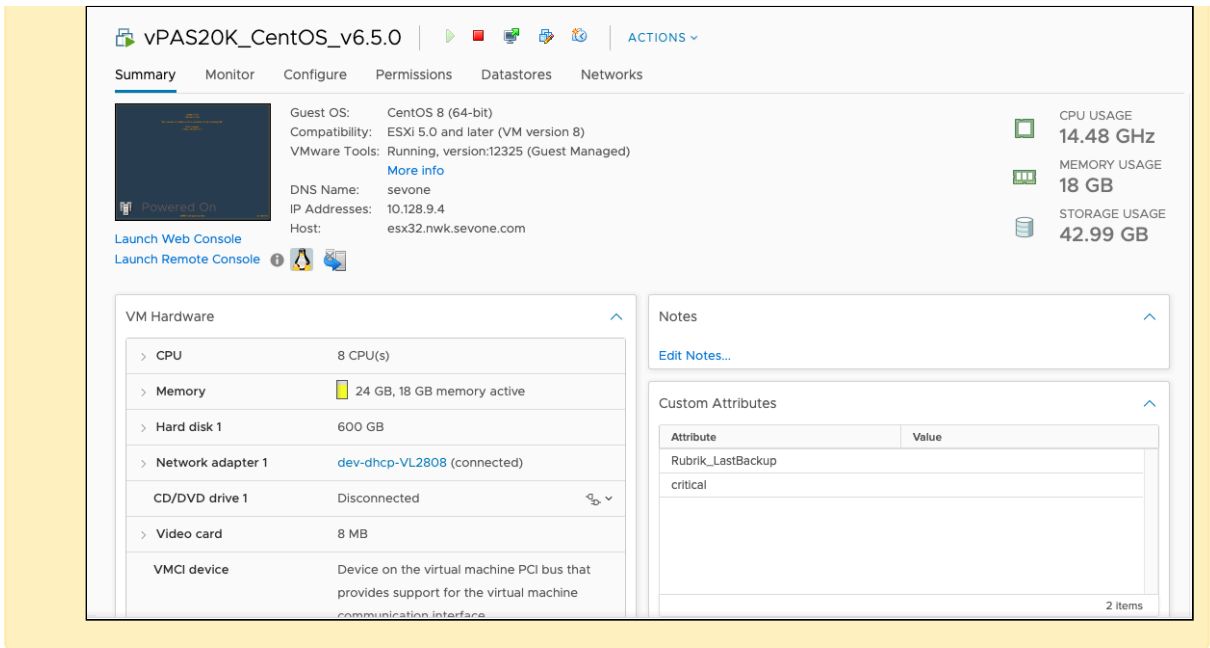 vPAS20K_CentOS_v6.5.0
ACTIONS
Summary Monitor Configure Permissions Datastores Networks
Powered On
Launch Web Console
Launch Remote Console
Guest OS: CentOS 8 (64-bit)
Compatibility: ESXi 5.0 and later (VM version 8)
VMware Tools: Running, version:12325 (Guest Managed)
More info
DNS Name: sevone
IP Addresses: 10.128.9.4
Host: esx32.nwk.sevone.com
CPU USAGE
14.48 GHz
MEMORY USAGE
18 GB
STORAGE USAGE
42.99 GB
VM Hardware
CPU 8 CPU(s)
Memory 24 GB, 18 GB memory active
Hard disk 1 600 GB
Network adapter 1 dev-dhcp-VL2808 (connected)
CD/DVD drive 1 Disconnected
Video card 8 MB
VMCI device Device on the virtual machine PCI bus that
provides support for the virtual machine
communication interface
Notes
Edit Notes...
Custom Attributes
Attribute Value
Rubrik_LastBackup
critical
2 items